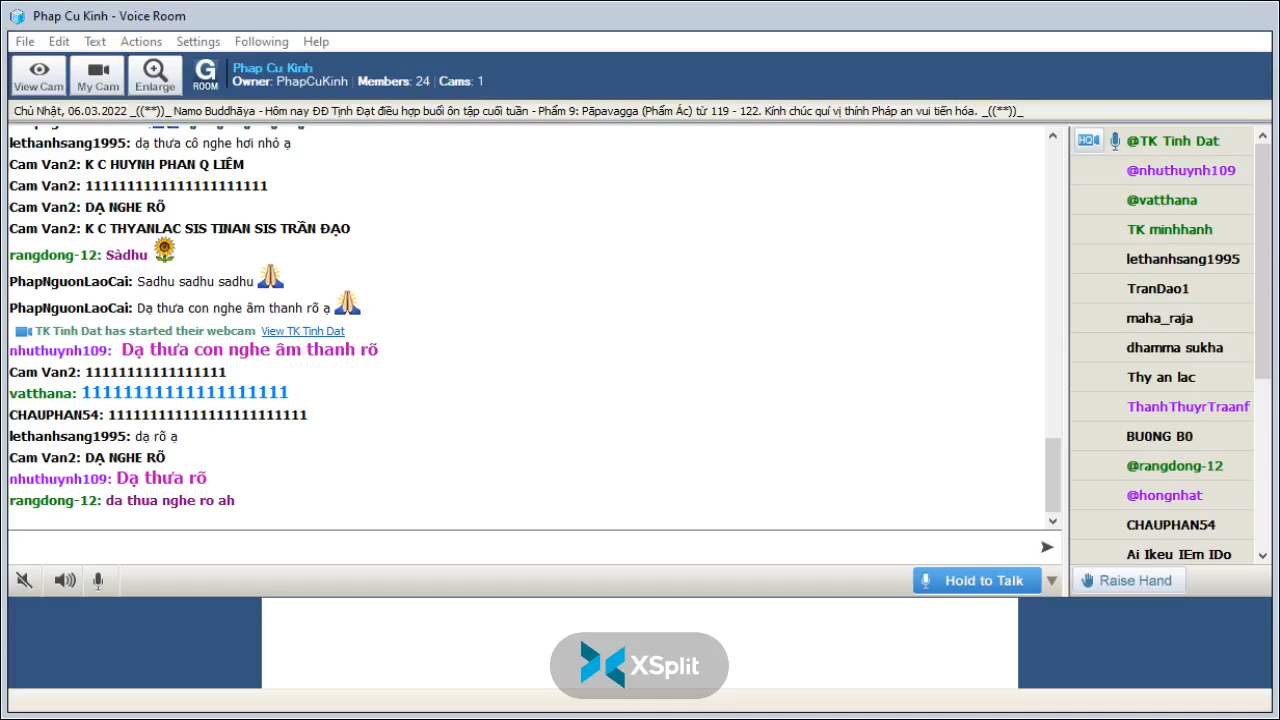 Phap Cu Kinh - Voice Room
File Edit Text Actions Settings Following Help
View Cam
My Cam
Enlarge
G
ROOM
Phap Cu Kinh
Owner: PhapCuKinh | Members: 24 | Cams: 1
Chủ Nhật, 06.03.2022 _((**))_ Namo Buddhāya - Hôm nay ĐĐ Tịnh Đạt điều hợp buổi ôn tập cuối tuần - Phẩm 9: Pāpavagga (Phẩm Ác) từ 119 - 122. Kính chúc quí vị thính Pháp an vui tiến hóa. _((**))_
lethanhsang1995: dạ thưa cô nghe hơi nhỏ ạ
Cam Van2: K C HUYNH PHAN Q LIÊM
Cam Van2: 1111111111111111111111
Cam Van2: DẠ NGHE RÕ
Cam Van2: K C THYANLAC SIS TINAN SIS TRẦN ĐẠO
rangdong-12: Sàdhu
PhapNguonLaoCai: Sadhu sadhu sadhu
PhapNguonLaoCai: Dạ thưa con nghe âm thanh rõ ạ
TK Tinh Dat has started their webcam View TK Tinh Dat
nhuthuynh109: Dạ thưa con nghe âm thanh rõ
Cam Van2: 11111111111111111
vatthana: 11111111111111111111
CHAUPHAN54: 111111111111111111111111
lethanhsang1995: dạ rõ ạ
Cam Van2: DẠ NGHE RÕ
nhuthuynh109: Dạ thưa rõ
rangdong-12: da thua nghe ro ah
Hold to Talk
HD
@TK Tinh Dat
@nhuthuynh109
@vatthana
TK minhhanh
lethanhsang1995
TranDao1
maha_raja
dhamma sukha
Thy an lac
ThanhThuyrTraanf
BU0NG B0
@rangdong-12
@hongnhat
CHAUPHAN54
Ai Ikeu IEm IDo
Raise Hand
XSplit